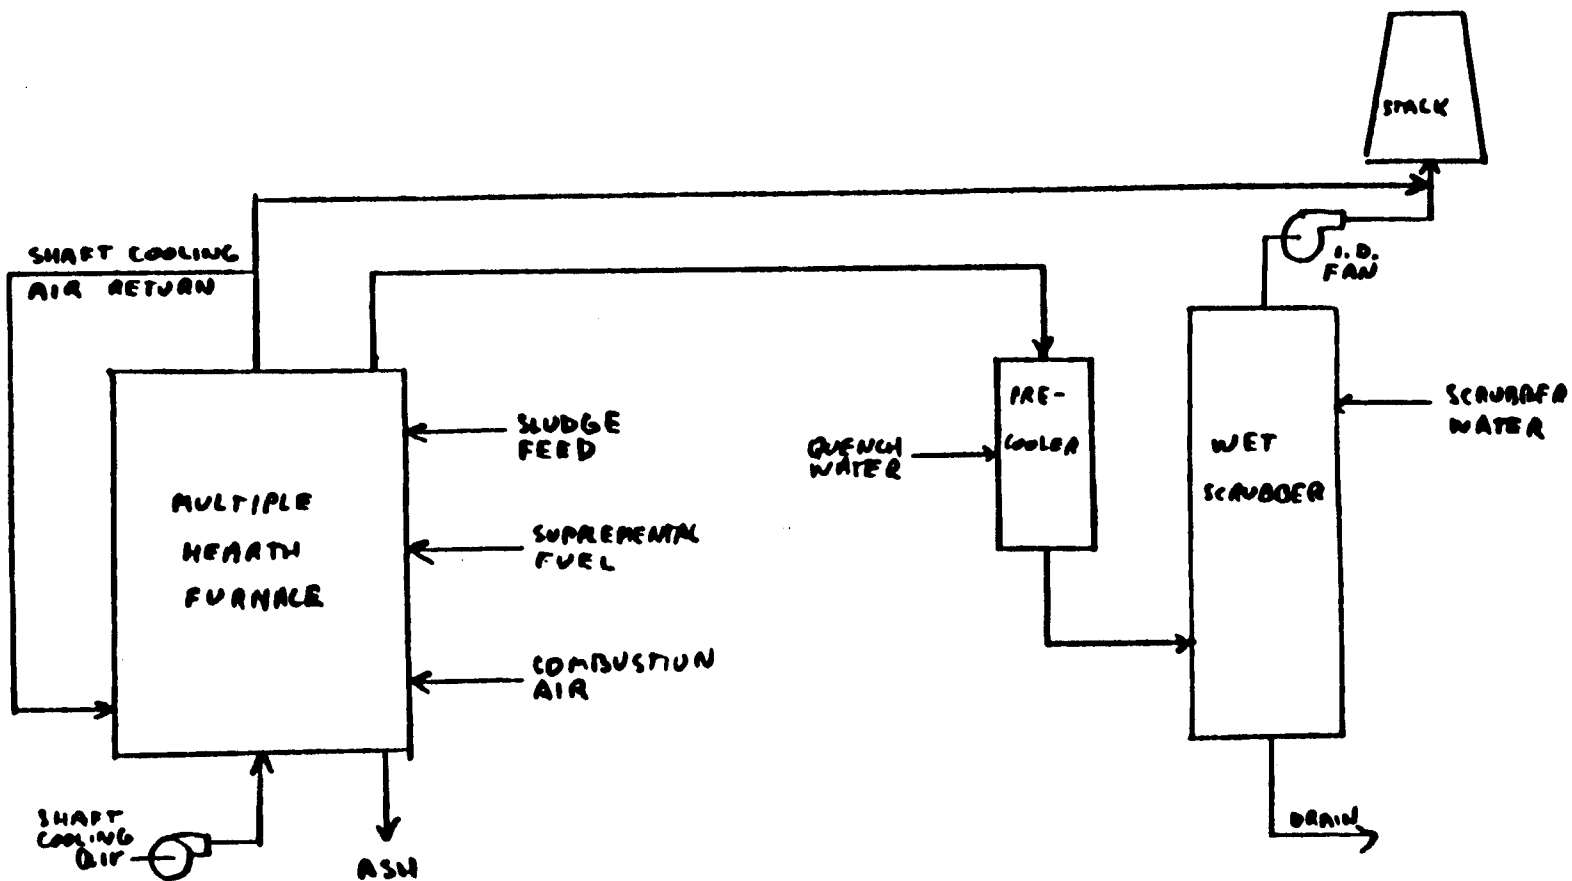 STACK
I.D.
FAN
SHAFT COOLING
AIR RETURN
PRE-
COOLER
SCRUBBER
WATER
SLUDGE
FEED
QUENCH
WATER
WET
SCRUBBER
MULTIPLE
HEARTH
FURNACE
SUPPLEMENTAL
FUEL
COMBUSTION
AIR
SHAFT
COOLING
air
ASH
DRAIN